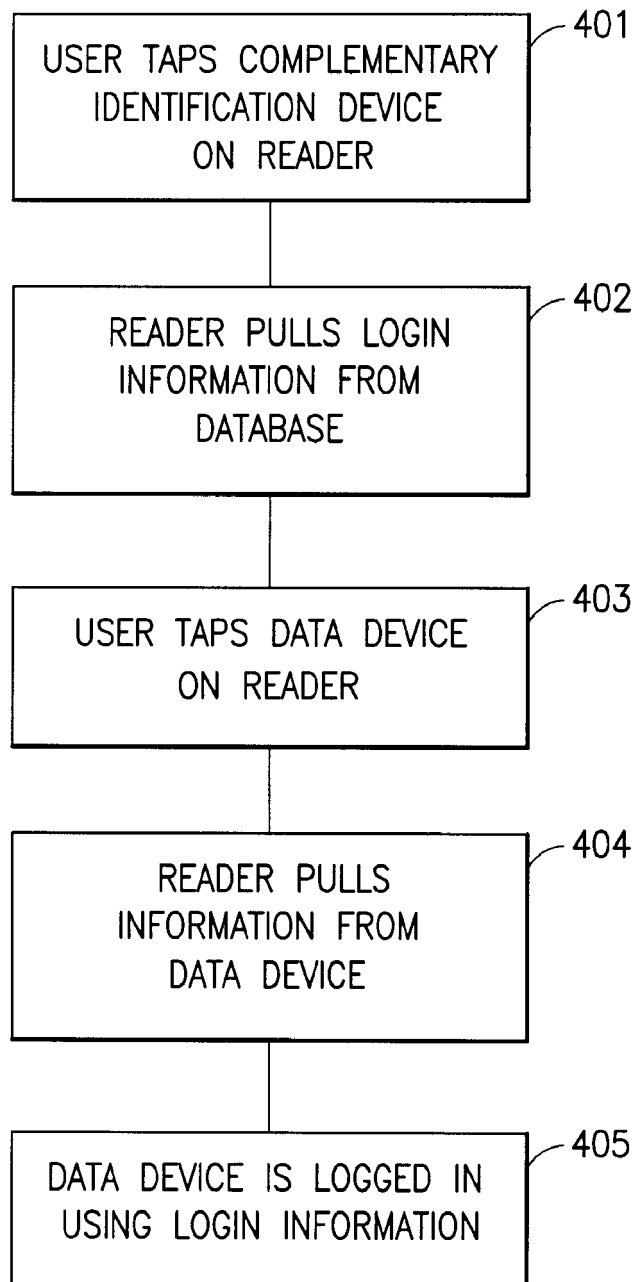 401
USER TAPS COMPLEMENTARY
IDENTIFICATION DEVICE
ON READER
402
READER PULLS LOGIN
INFORMATION FROM
DATABASE
403
USER TAPS DATA DEVICE
ON READER
404
READER PULLS
INFORMATION FROM
DATA DEVICE
405
DATA DEVICE IS LOGGED IN
USING LOGIN INFORMATION